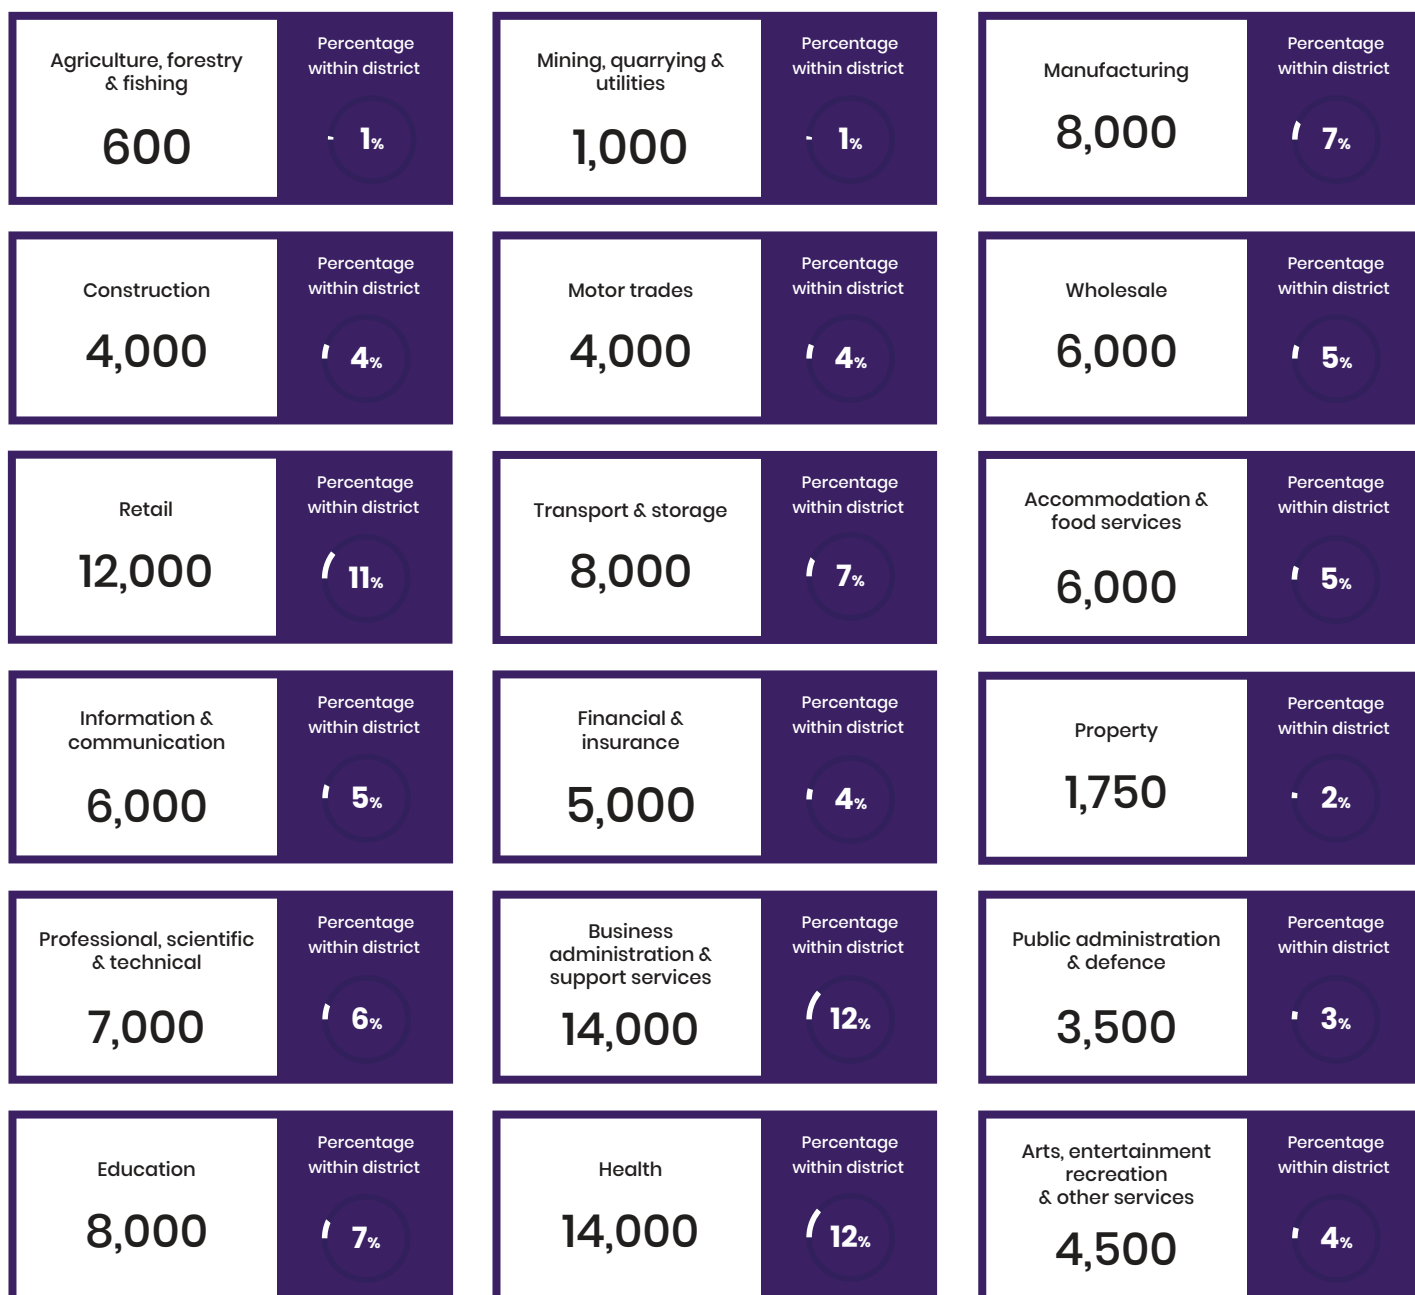 Agriculture, forestry
& fishing
600
Percentage
within district
1%
Mining, quarrying &
utilities
1,000
Percentage
within district
1%
Manufacturing
8,000
Percentage
within district
7%
Construction
4,000
Percentage
within district
4%
Motor trades
4,000
Percentage
within district
4%
Wholesale
6,000
Percentage
within district
5%
Retail
12,000
Percentage
within district
11%
Transport & storage
8,000
Percentage
within district
7%
Accommodation &
food services
6,000
Percentage
within district
5%
Information &
communication
6,000
Percentage
within district
5%
Financial &
insurance
5,000
Percentage
within district
4%
Property
1,750
Percentage
within district
2%
Professional, scientific
& technical
7,000
Percentage
within district
6%
Business
administration &
support services
14,000
Percentage
within district
12%
Public administration
& defence
3,500
Percentage
within district
3%
Education
8,000
Percentage
within district
7%
Health
14,000
Percentage
within district
12%
Arts, entertainment
recreation
& other services
4,500
Percentage
within district
4%